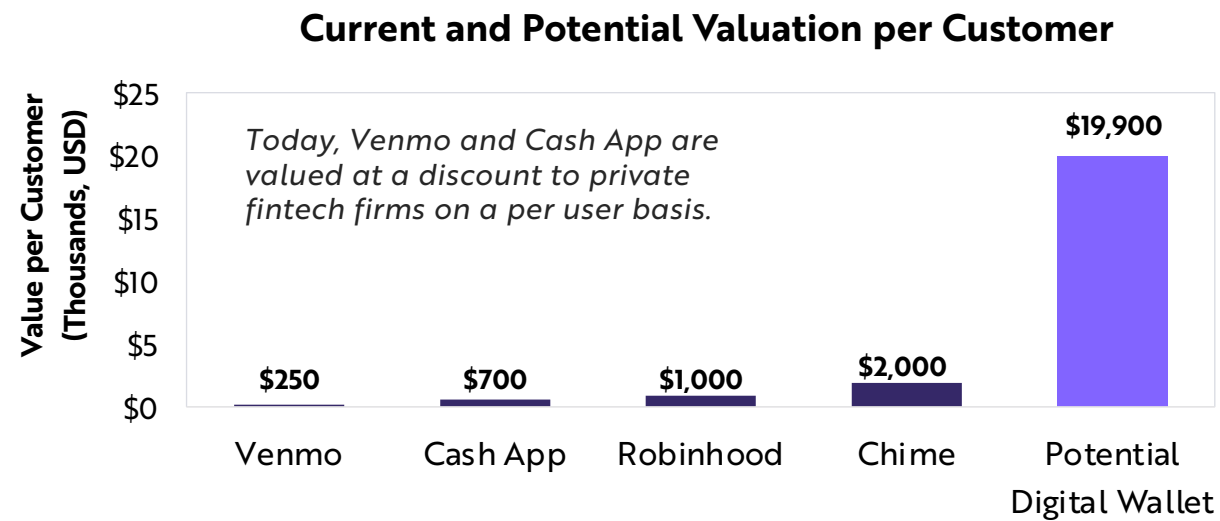 Current and Potential Valuation per Customer
Value per Customer
(Thousands, USD)
$25
$20
$15
$10
$5
$0
Today, Venmo and Cash App are
valued at a discount to private
fintech firms on a per user basis.
$250
$700
$1,000
$2,000
$19,900
Venmo
Cash App
Robinhood
Chime
Potential
Digital Wallet